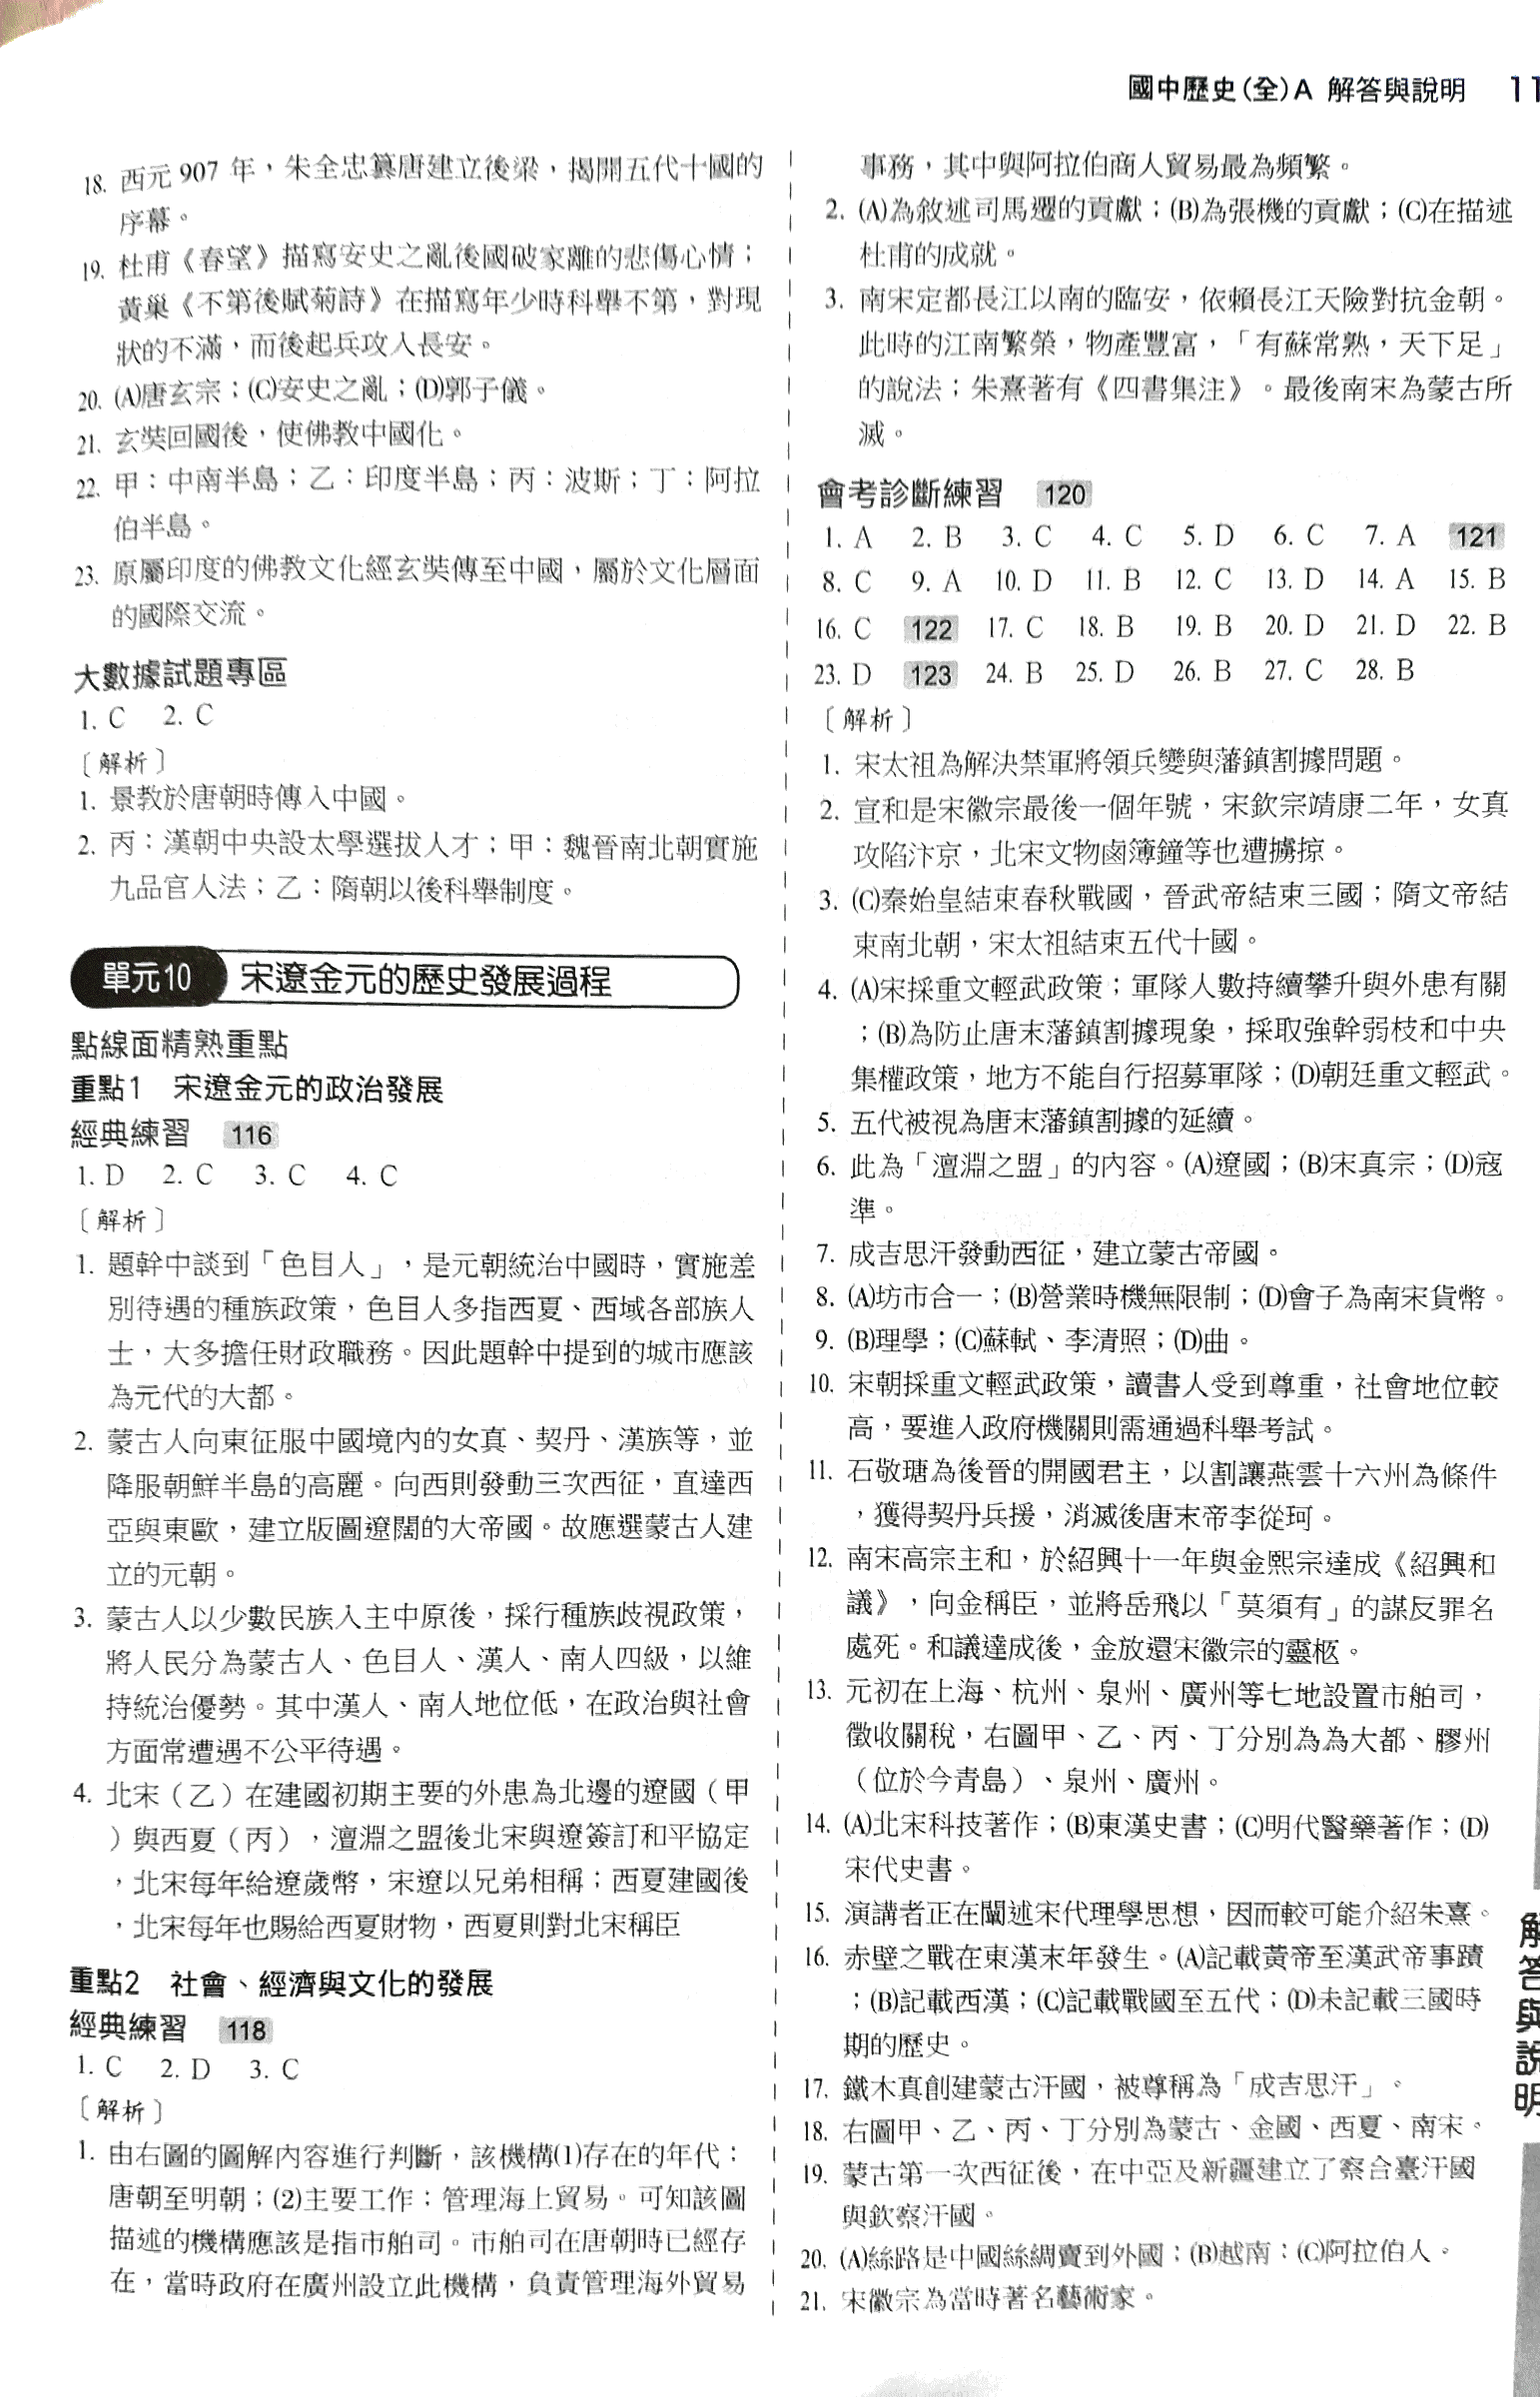 國中歷史(全)A 解答與說明 11
18. 西元 907 年，朱全忠篡唐建立後梁，揭開五代十國的
序幕。
19. 杜甫《春望》描寫安史之亂後國破家離的悲傷心情；
黃巢《不第後賦菊詩》在描寫年少時科舉不第，對現
狀的不滿，而後起兵攻入長安。
20. (A)唐玄宗；(C)安史之亂；(D)郭子儀。
21. 玄奘回國後，使佛教中國化。
22. 甲：中南半島；乙：印度半島；丙：波斯；丁：阿拉
伯半島。
23. 原屬印度的佛教文化經玄奘傳至中國，屬於文化層面
的國際交流。
大數據試題專區
1. C 2. C
〔解析〕
1. 景教於唐朝時傳入中國。
2. 丙：漢朝中央設太學選拔人才；甲：魏晉南北朝實施
九品官人法；乙：隋朝以後科舉制度。
單元10 宋遼金元的歷史發展過程
點線面精熟重點
重點1 宋遼金元的政治發展
經典練習 116
1. D 2. C 3. C 4. C
〔解析〕
1. 題幹中談到「色目人」，是元朝統治中國時，實施差
別待遇的種族政策，色目人多指西夏、西域各部族人
士，大多擔任財政職務。因此題幹中提到的城市應該
為元代的大都。
2. 蒙古人向東征服中國境內的女真、契丹、漢族等，並
降服朝鮮半島的高麗。向西則發動三次西征，直達西
亞與東歐，建立版圖遼闊的大帝國。故應選蒙古人建
立的元朝。
3. 蒙古人以少數民族入主中原後，採行種族歧視政策，
將人民分為蒙古人、色目人、漢人、南人四級，以維
持統治優勢。其中漢人、南人地位低，在政治與社會
方面常遭遇不公平待遇。
4. 北宋（乙）在建國初期主要的外患為北邊的遼國（甲
）與西夏（丙），澶淵之盟後北宋與遼簽訂和平協定
，北宋每年給遼歲幣，宋遼以兄弟相稱；西夏建國後
，北宋每年也賜給西夏財物，西夏則對北宋稱臣
重點2 社會、經濟與文化的發展
經典練習 118
1. C 2. D 3. C
〔解析〕
1. 由右圖的圖解內容進行判斷，該機構(1)存在的年代：
唐朝至明朝；(2)主要工作：管理海上貿易。可知該圖
描述的機構應該是指市舶司。市舶司在唐朝時已經存
在，當時政府在廣州設立此機構，負責管理海外貿易
事務，其中與阿拉伯商人貿易最為頻繁。
2. (A)為敘述司馬遷的貢獻；(B)為張機的貢獻；(C)在描述
杜甫的成就。
3. 南宋定都長江以南的臨安，依賴長江天險對抗金朝。
此時的江南繁榮，物產豐富，「有蘇常熟，天下足」
的說法；朱熹著有《四書集注》。最後南宋為蒙古所
滅。
會考診斷練習 120
1. A 2. B 3. C 4. C 5. D 6. C 7. A 121
8. C 9. A 10. D 11. B 12. C 13. D 14. A 15. B
16. C 122 17. C 18. B 19. B 20. D 21. D 22. B
23. D 123 24. B 25. D 26. B 27. C 28. B
〔解析〕
1. 宋太祖為解決禁軍將領兵變與藩鎮割據問題。
2. 宣和是宋徽宗最後一個年號，宋欽宗靖康二年，女真
攻陷汴京，北宋文物鹵簿鐘等也遭擄掠。
3. (C)秦始皇結束春秋戰國，晉武帝結束三國；隋文帝結
束南北朝，宋太祖結束五代十國。
4. (A)宋採重文輕武政策；軍隊人數持續攀升與外患有關
；(B)為防止唐末藩鎮割據現象，採取強幹弱枝和中央
集權政策，地方不能自行招募軍隊；(D)朝廷重文輕武。
5. 五代被視為唐末藩鎮割據的延續。
6. 此為「澶淵之盟」的內容。(A)遼國；(B)宋真宗；(D)寇
準。
7. 成吉思汗發動西征，建立蒙古帝國。
8. (A)坊市合一；(B)營業時機無限制；(D)會子為南宋貨幣。
9. (B)理學；(C)蘇軾、李清照；(D)曲。
10. 宋朝採重文輕武政策，讀書人受到尊重，社會地位較
高，要進入政府機關則需通過科舉考試。
11. 石敬瑭為後晉的開國君主，以割讓燕雲十六州為條件
，獲得契丹兵援，消滅後唐末帝李從珂。
12. 南宋高宗主和，於紹興十一年與金熙宗達成《紹興和
議》，向金稱臣，並將岳飛以「莫須有」的謀反罪名
處死。和議達成後，金放還宋徽宗的靈柩。
13. 元初在上海、杭州、泉州、廣州等七地設置市舶司，
徵收關稅，右圖甲、乙、丙、丁分別為為大都、膠州
（位於今青島）、泉州、廣州。
14. (A)北宋科技著作；(B)東漢史書；(C)明代醫藥著作；(D)
宋代史書。
15. 演講者正在闡述宋代理學思想，因而較可能介紹朱熹。
16. 赤壁之戰在東漢末年發生。(A)記載黃帝至漢武帝事蹟
；(B)記載西漢；(C)記載戰國至五代；(D)未記載三國時
期的歷史。
17. 鐵木真創建蒙古汗國，被尊稱為「成吉思汗」。
18. 右圖甲、乙、丙、丁分別為蒙古、金國、西夏、南宋。
19. 蒙古第一次西征後，在中亞及新疆建立了察合臺汗國
與欽察汗國。
20. (A)絲路是中國絲綢賣到外國；(B)越南；(C)阿拉伯人。
21. 宋徽宗為當時著名藝術家。
解答與說明